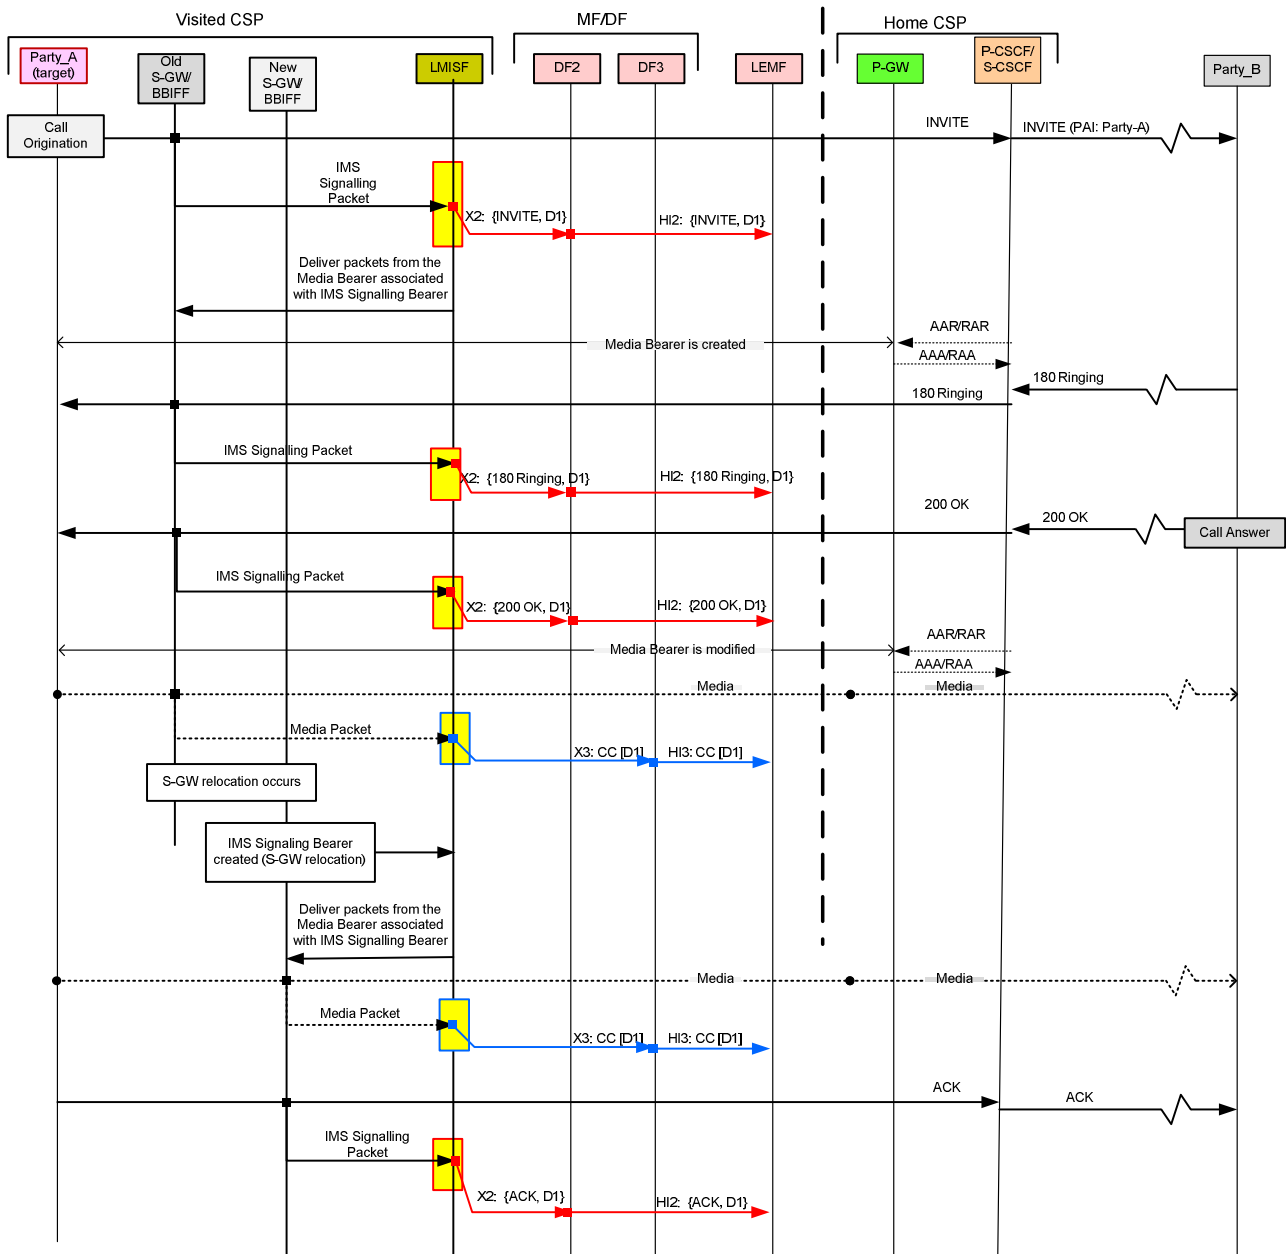 Visited CSP
MF/DF
Home CSP
Party_A
(target)
Old
S-GW/
BBIFF
New
S-GW/
BBIFF
LMISF
DF2
DF3
LEMF
P-GW
P-CSCF/
S-CSCF
Party_B
Call
Origination
INVITE
INVITE (PAI: Party-A)
IMS
Signalling
Packet
X2: {INVITE, D1}
HI2: {INVITE, D1}
Deliver packets from the
Media Bearer associated
with IMS Signalling Bearer
AAR/RAR
Media Bearer is created
AAA/RAA
180 Ringing
180 Ringing
IMS Signalling Packet
X2: {180 Ringing, D1}
HI2: {180 Ringing, D1}
200 OK
200 OK
Call Answer
IMS Signalling Packet
X2: {200 OK, D1}
HI2: {200 OK, D1}
AAR/RAR
Media Bearer is modified
AAA/RAA
Media
Media
Media Packet
X3: CC [D1]
HI3: CC [D1]
S-GW relocation occurs
IMS Signaling Bearer
created (S-GW relocation)
Deliver packets from the
Media Bearer associated
with IMS Signalling Bearer
Media
Media
Media Packet
X3: CC [D1]
HI3: CC [D1]
ACK
ACK
IMS Signalling
Packet
X2: {ACK, D1}
HI2: {ACK, D1}